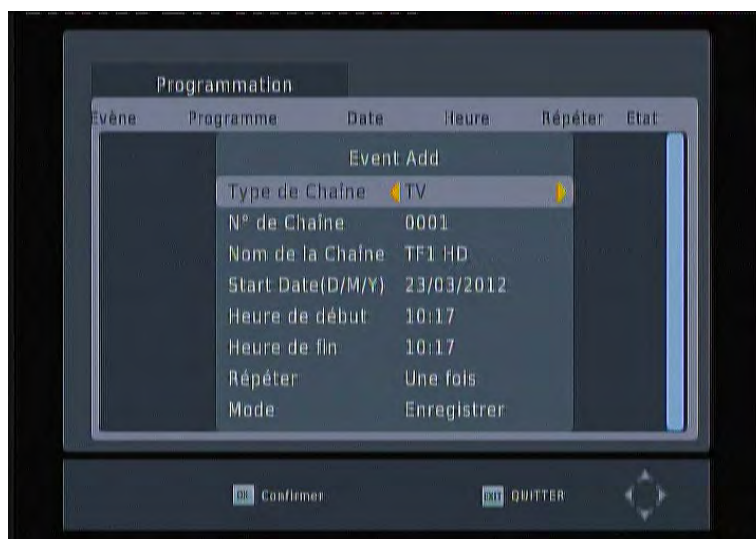 Programmation
Evène Programme Date Heure Répéter Etat
Event Add
Type de Chaîne TV
N° de Chaîne 0001
Nom de la Chaîne TF1 HD
Start Date(D/M/Y) 23/03/2012
Heure de début 10:17
Heure de fin 10:17
Répéter Une fois
Mode Enregistrer
OK Confirmer EXIT QUITTER